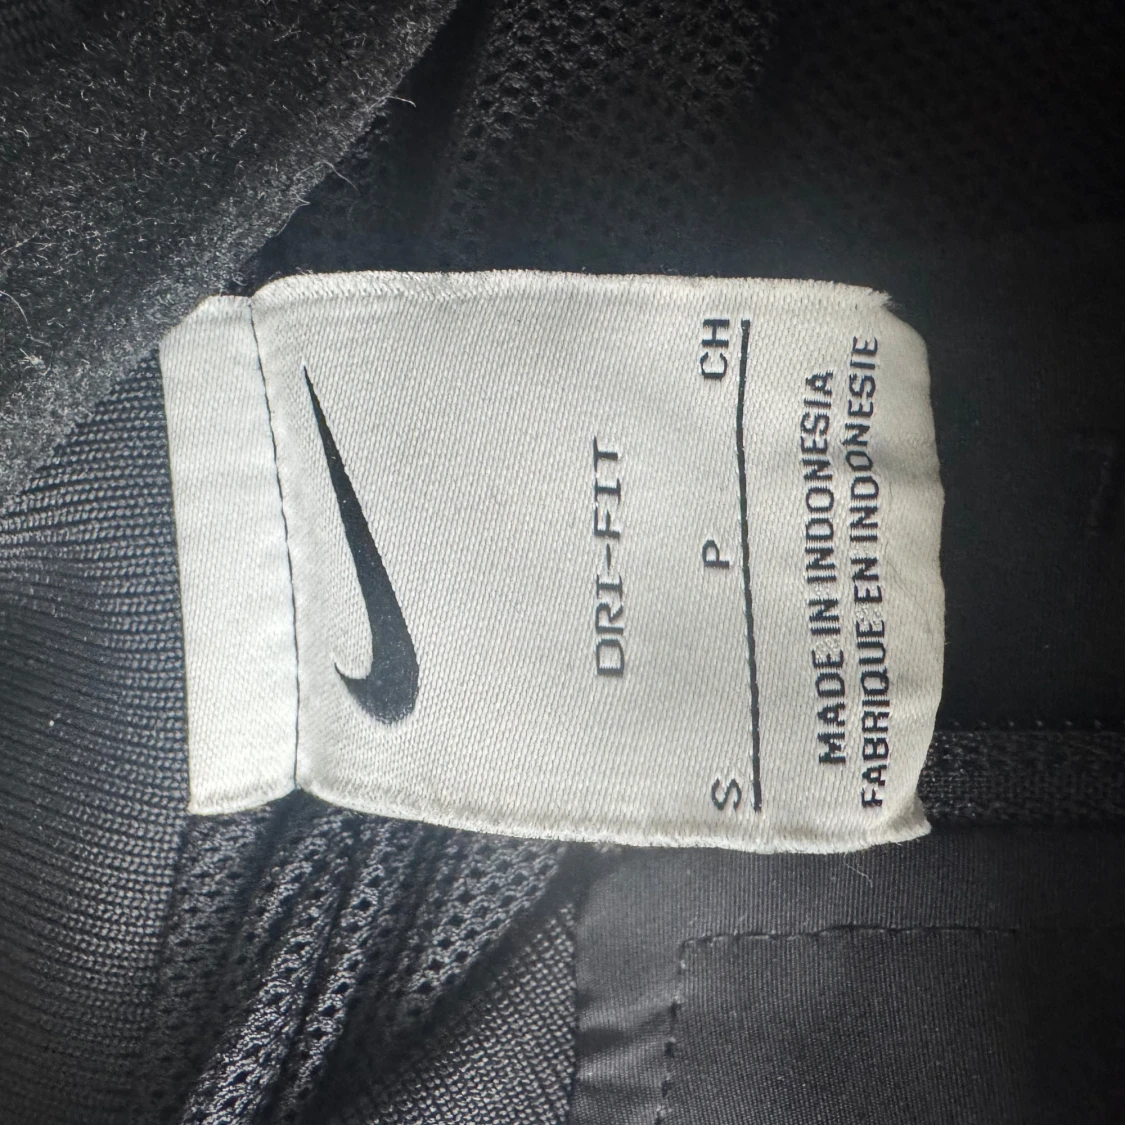 DRI-FIT
S P CH
MADE IN INDONESIA
FABRIQUE EN INDONESIE